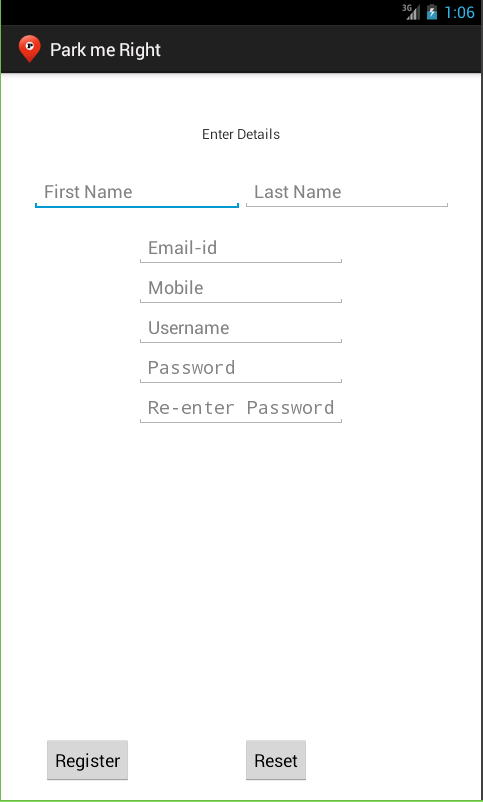 3G 1:06
Park me Right
Enter Details
First Name Last Name
Email-id
Mobile
Username
Password
Re-enter Password
Register Reset